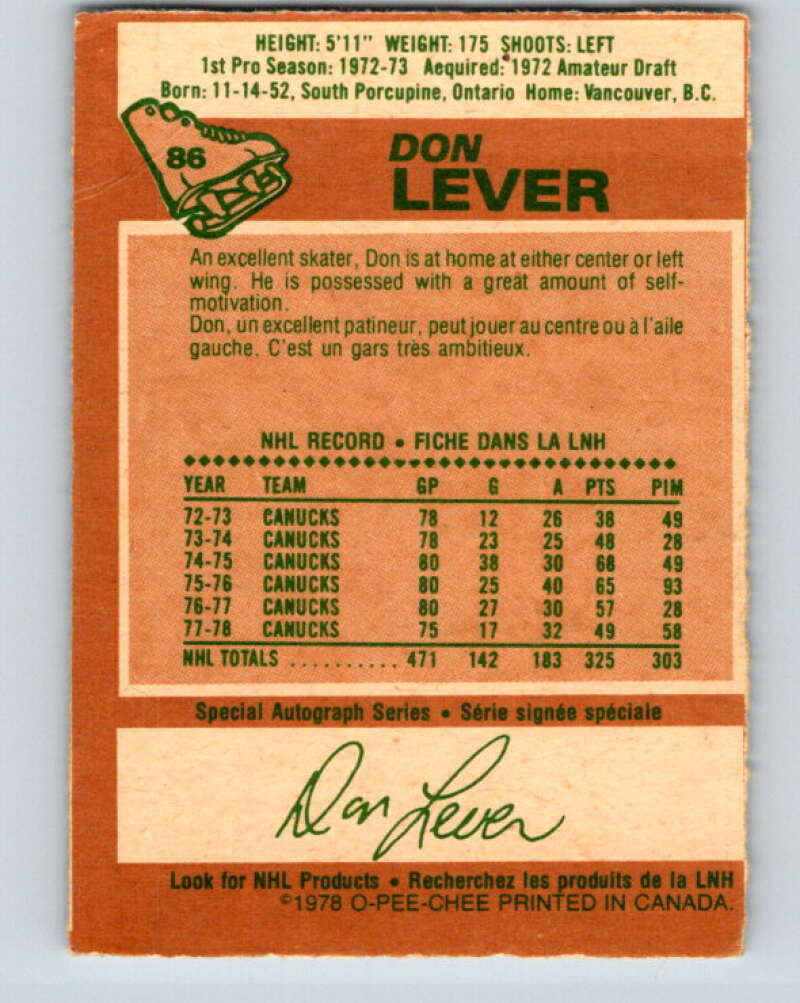 HEIGHT: 5'11" WEIGHT: 175 SHOOTS: LEFT
1st Pro Season: 1972-73 Aequired: 1972 Amateur Draft
Born: 11-14-52, South Porcupine, Ontario Home: Vancouver, B.C.
86
DON
LEVER
An excellent skater, Don is at home at either center or left
wing. He is possessed with a great amount of self-
motivation.
Don, un excellent patineur, peut jouer au centre ou à l'aile
gauche. C'est un gars très ambitieux.
NHL RECORD • FICHE DANS LA LNH
YEAR TEAM GP G A PTS PIM
72-73 CANUCKS 78 12 26 38 49
73-74 CANUCKS 78 23 25 48 28
74-75 CANUCKS 80 38 30 68 49
75-76 CANUCKS 80 25 40 65 93
76-77 CANUCKS 80 27 30 57 28
77-78 CANUCKS 75 17 32 49 58
NHL TOTALS .......... 471 142 183 325 303
Special Autograph Series • Série signée spéciale
Don Lever
Look for NHL Products • Recherchez les produits de la LNH
©1978 O-PEE-CHEE PRINTED IN CANADA.